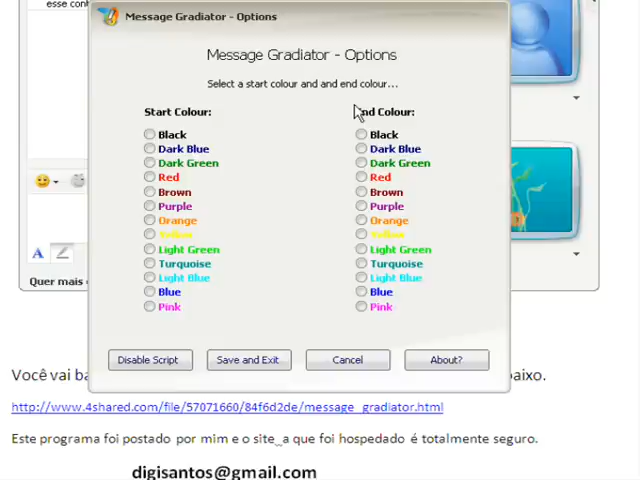 esse cont
Message Gradiator - Options
Message Gradiator - Options
Select a start colour and and end colour...
Start Colour:
nd Colour:
Black
Black
Dark Blue
Dark Blue
Dark Green
Dark Green
Red
Red
Brown
Brown
Purple
Purple
Orange
Orange
Yellow
Yellow
Light Green
Light Green
Turquoise
Turquoise
Light Blue
Light Blue
Blue
Blue
Pink
Pink
A
Quer mais
Disable Script
Save and Exit
Cancel
About?
Você vai ba
baixo.
http://www.4shared.com/file/57071660/84f6d2de/message_gradiator.html
Este programa foi postado por mim e o site_a que foi hospedado é totalmente seguro.
digisantos@gmail.com